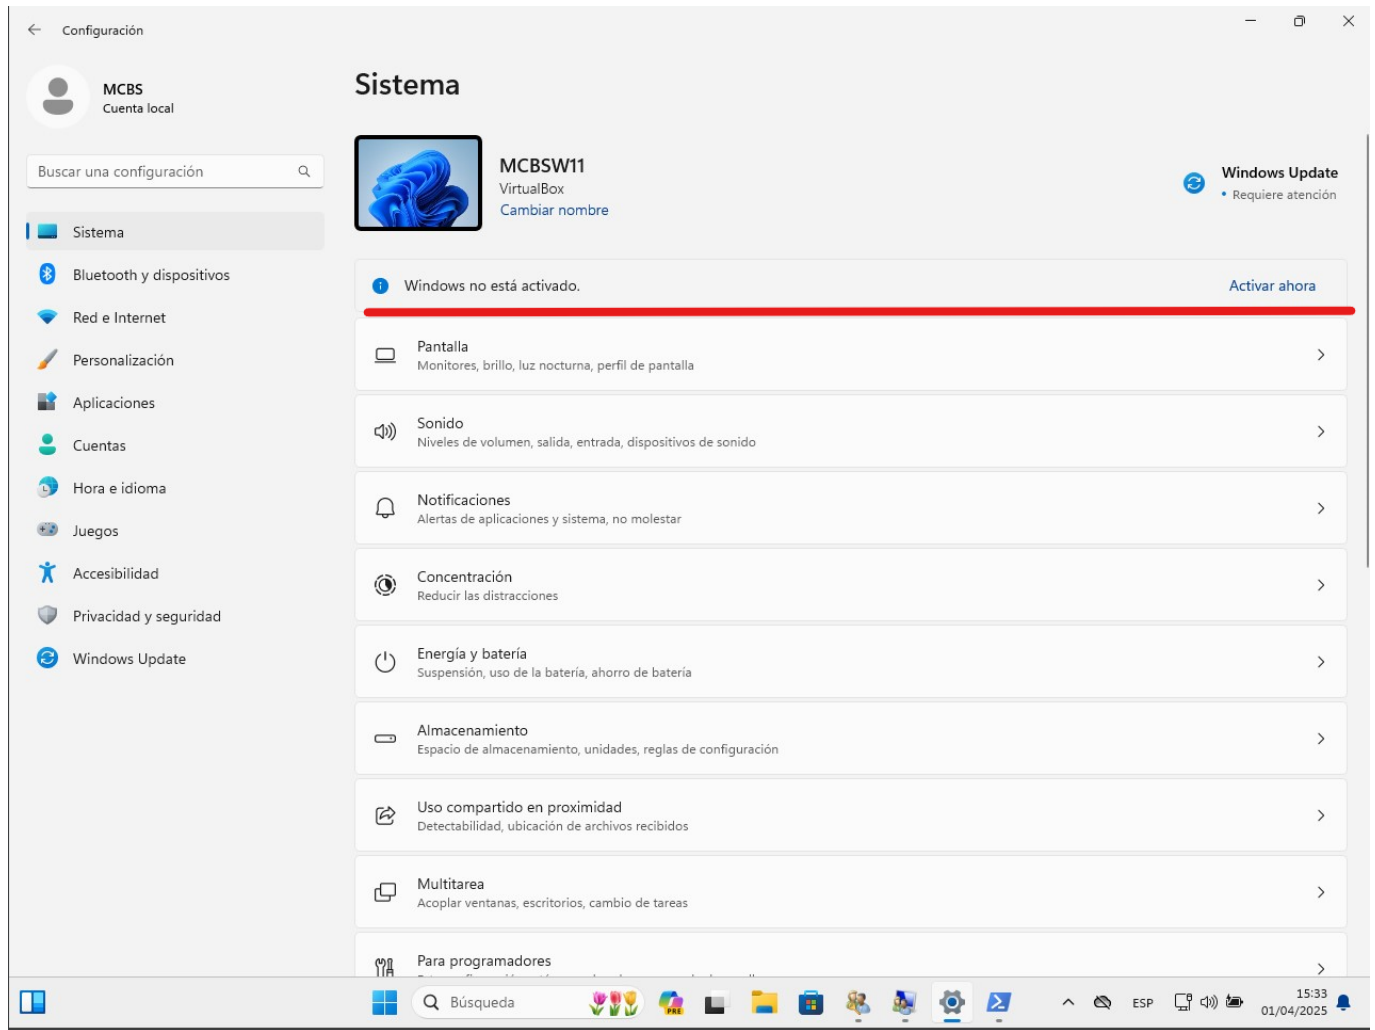 Configuración
MCBS
Cuenta local
Buscar una configuración
Sistema
Bluetooth y dispositivos
Red e Internet
Personalización
Aplicaciones
Cuentas
Hora e idioma
Juegos
Accesibilidad
Privacidad y seguridad
Windows Update
Sistema
MCBSW11
VirtualBox
Cambiar nombre
Windows Update
• Requiere atención
Windows no está activado.
Activar ahora
Pantalla
Monitores, brillo, luz nocturna, perfil de pantalla
Sonido
Niveles de volumen, salida, entrada, dispositivos de sonido
Notificaciones
Alertas de aplicaciones y sistema, no molestar
Concentración
Reducir las distracciones
Energía y batería
Suspensión, uso de la batería, ahorro de batería
Almacenamiento
Espacio de almacenamiento, unidades, reglas de configuración
Uso compartido en proximidad
Detectabilidad, ubicación de archivos recibidos
Multitarea
Acoplar ventanas, escritorios, cambio de tareas
Para programadores
Búsqueda
PRE
ESP
15:33
01/04/2025